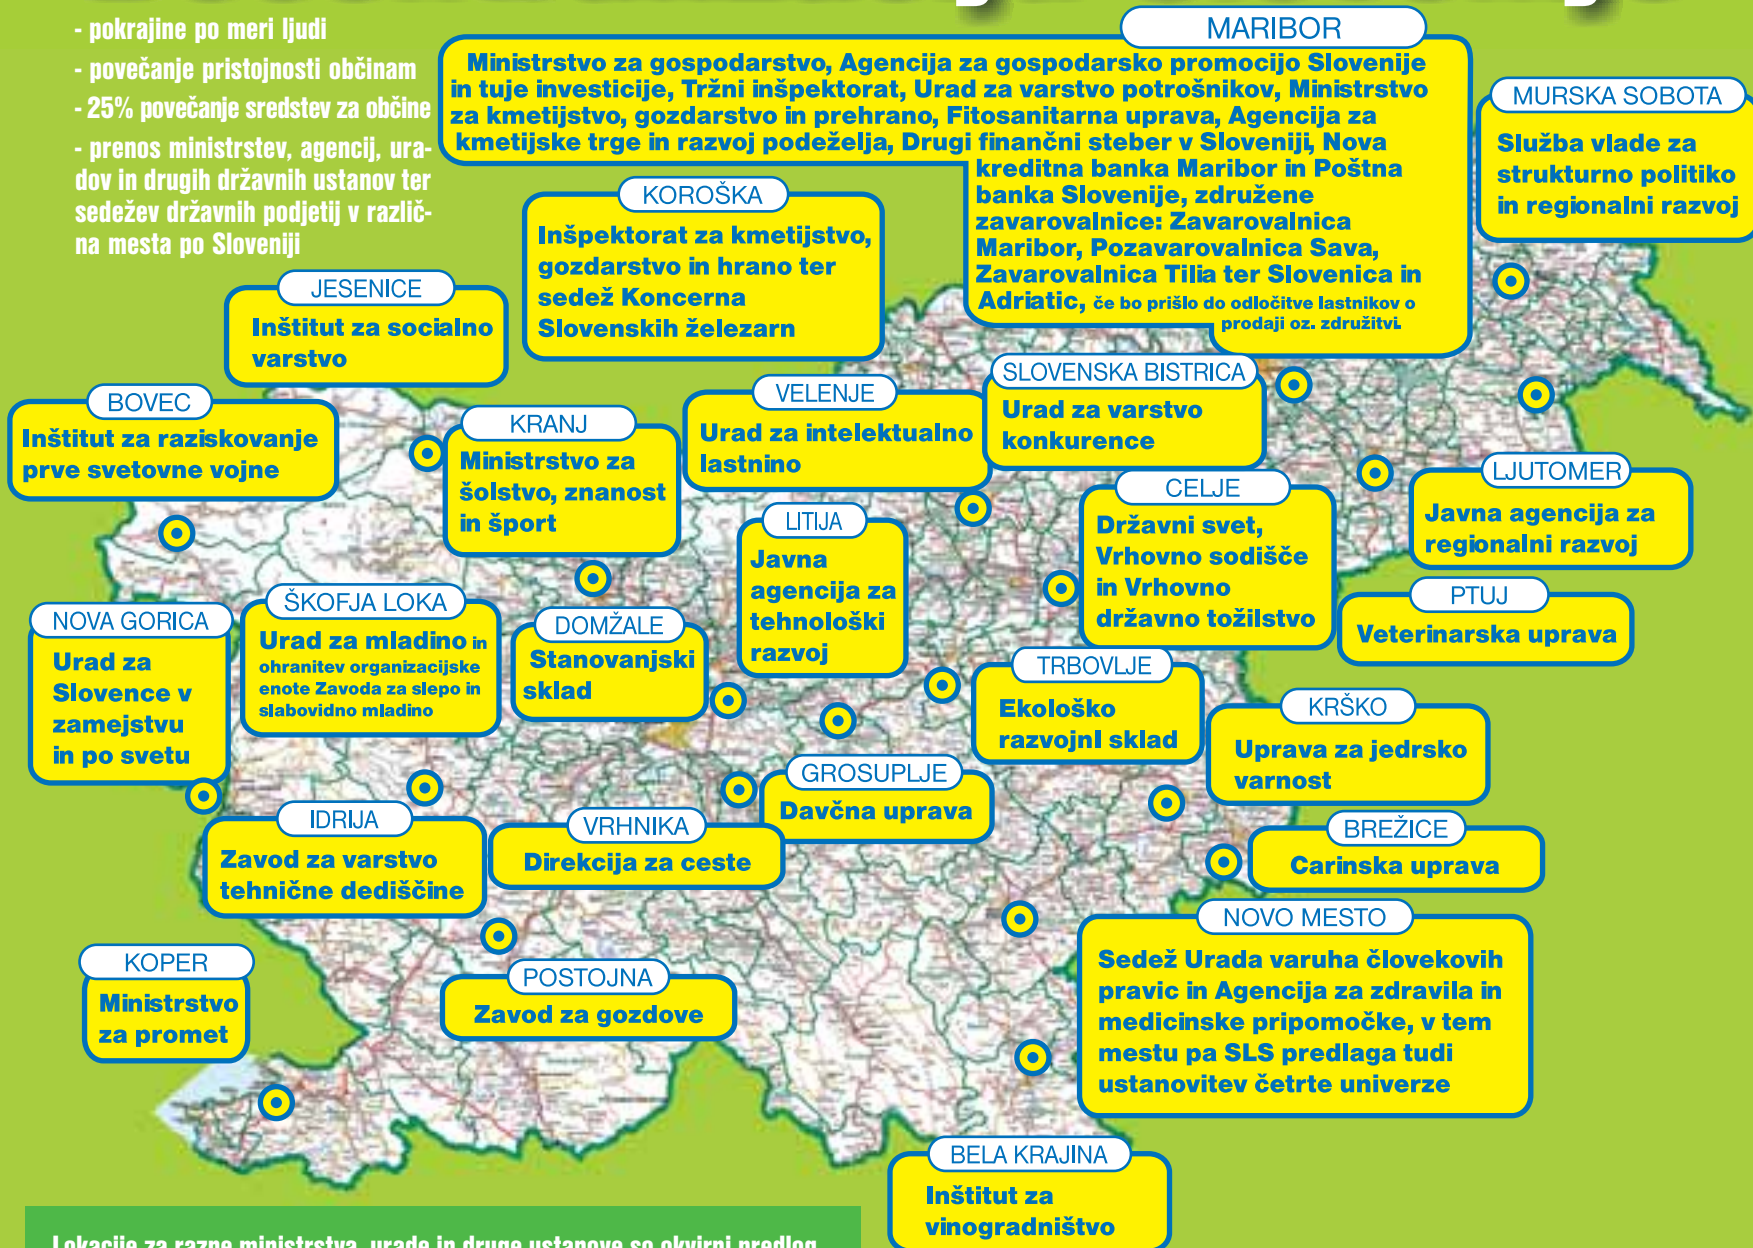 - pokrajine po meri ljudi
- povečanje pristojnosti občinam
- 25% povečanje sredstev za občine
- prenos ministrstev, agencij, ura-
dov in drugih državnih ustanov ter
sedežev državnih podjetij v različ-
na mesta po Sloveniji
MARIBOR
Ministrstvo za gospodarstvo, Agencija za gospodarsko promocijo Slovenije
in tuje investicije, Tržni inšpektorat, Urad za varstvo potrošnikov, Ministrstvo
za kmetijstvo, gozdarstvo in prehrano, Fitosanitarna uprava, Agencija za
kmetijske trge in razvoj podeželja, Drugi finančni steber v Sloveniji, Nova
kreditna banka Maribor in Poštna
banka Slovenije, združene
zavarovalnice: Zavarovalnica
Maribor, Pozavarovalnica Sava,
Zavarovalnica Tilia ter Slovenica in
Adriatic, če bo prišlo do odločitve lastnikov o
prodaji oz. združitvi.
MURSKA SOBOTA
Služba vlade za
strukturno politiko
in regionalni razvoj
KOROŠKA
Inšpektorat za kmetijstvo,
gozdarstvo in hrano ter
sedež Koncerna
Slovenskih železarn
JESENICE
Inštitut za socialno
varstvo
BOVEC
Inštitut za raziskovanje
prve svetovne vojne
KRANJ
Ministrstvo za
šolstvo, znanost
in šport
VELENJE
Urad za intelektualno
lastnino
SLOVENSKA BISTRICA
Urad za varstvo
konkurence
LJUTOMER
Javna agencija za
regionalni razvoj
CELJE
Državni svet,
Vrhovno sodišče
in Vrhovno
državno tožilstvo
LITIJA
Javna
agencija za
tehnološki
razvoj
PTUJ
Veterinarska uprava
NOVA GORICA
Urad za
Slovence v
zamejstvu
in po svetu
ŠKOFJA LOKA
Urad za mladino in
ohranitev organizacijske
enote Zavoda za slepo in
slabovidno mladino
DOMŽALE
Stanovanjski
sklad
TRBOVLJE
Ekološko
razvojnI sklad
KRŠKO
Uprava za jedrsko
varnost
GROSUPLJE
Davčna uprava
IDRIJA
Zavod za varstvo
tehnične dediščine
VRHNIKA
Direkcija za ceste
BREŽICE
Carinska uprava
NOVO MESTO
Sedež Urada varuha človekovih
pravic in Agencija za zdravila in
medicinske pripomočke, v tem
mestu pa SLS predlaga tudi
ustanovitev četrte univerze
KOPER
Ministrstvo
za promet
POSTOJNA
Zavod za gozdove
BELA KRAJINA
Inštitut za
vinogradništvo
Lokacije za razne ministrstva, urade in druge ustanove so okvirni predlog